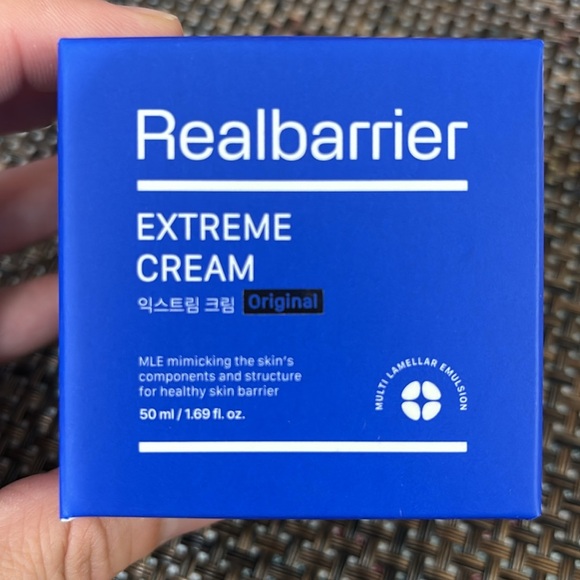 Realbarrier
EXTREME
CREAM
익스트림 크림 Original
MLE mimicking the skin's
components and structure
for healthy skin barrier
50 ml / 1.69 fl. oz.
MULTI LAMELLAR EMULSION